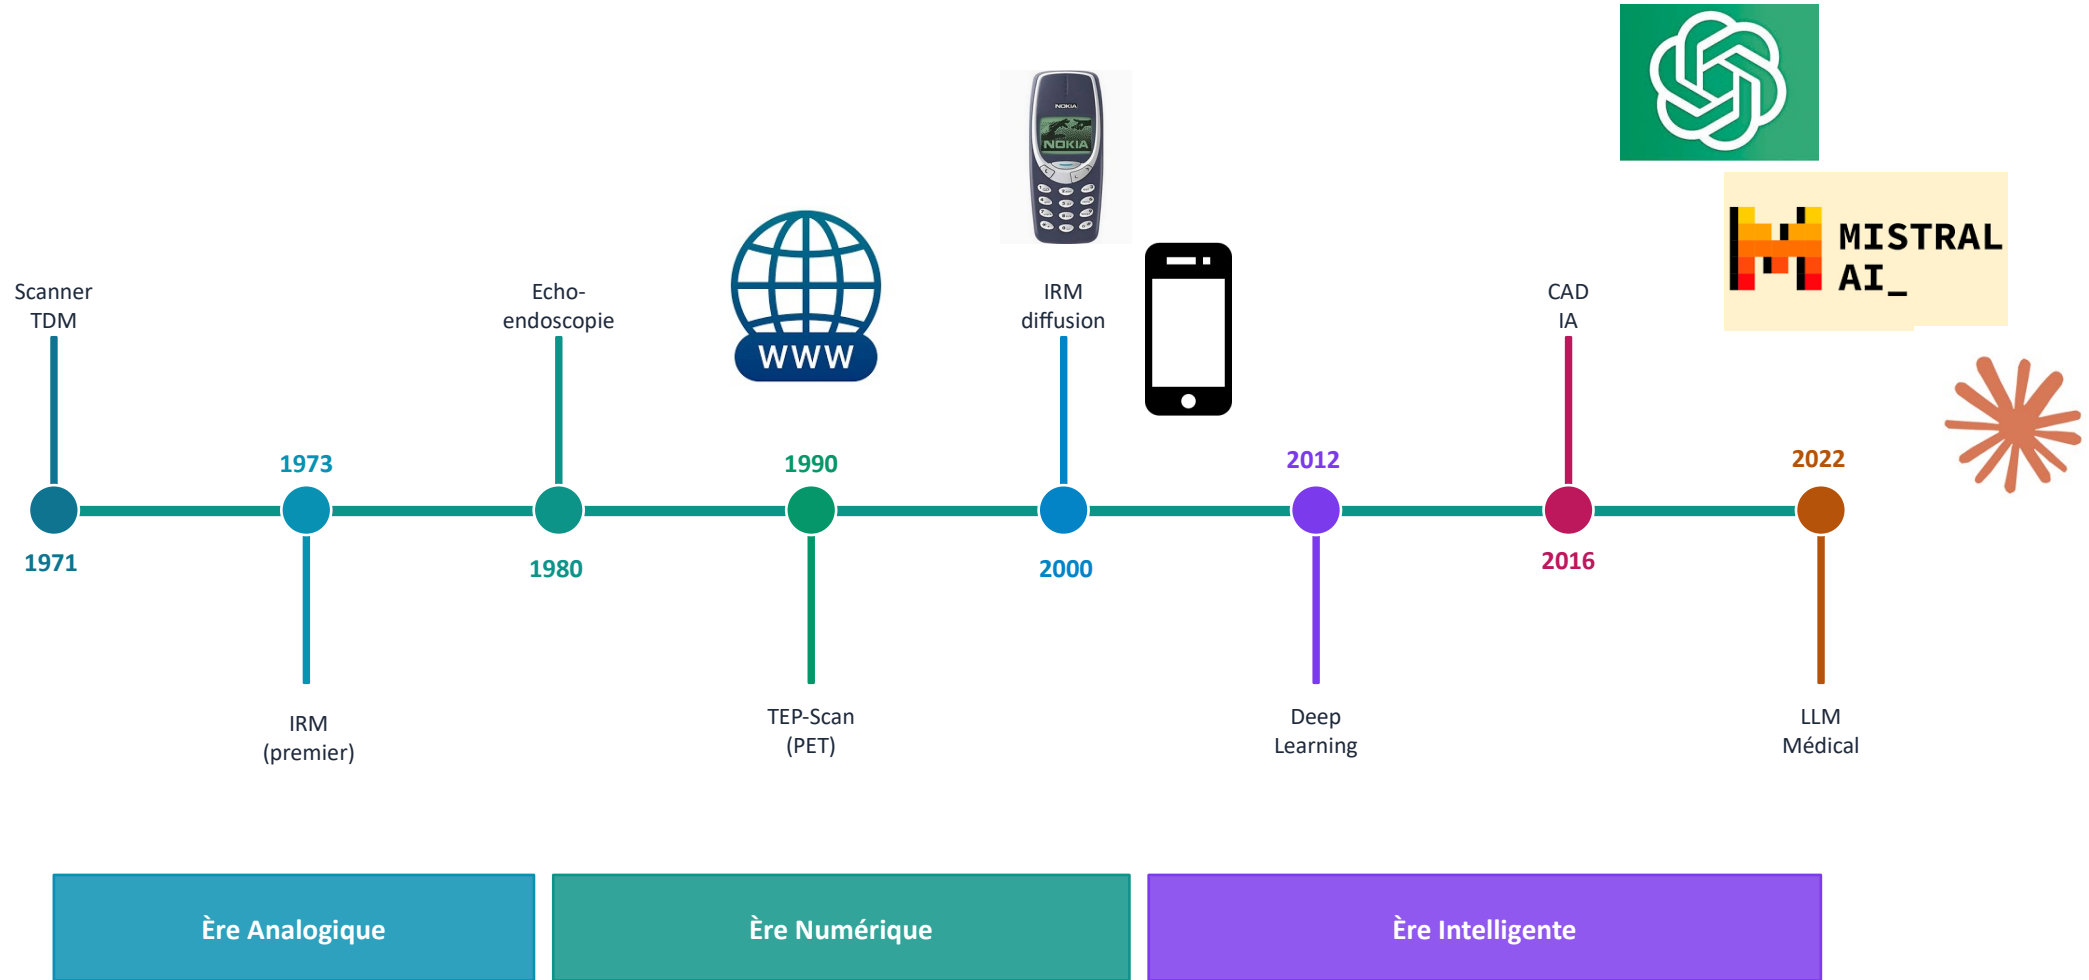 NOKIA
NOKIA
MISTRAL
AI_
WWW
Scanner
TDM
Echo-
endoscopie
IRM
diffusion
CAD
IA
1973
1990
2012
2022
1971
1980
2000
2016
IRM
(premier)
TEP-Scan
(PET)
Deep
Learning
LLM
Médical
Ère Analogique
Ère Numérique
Ère Intelligente